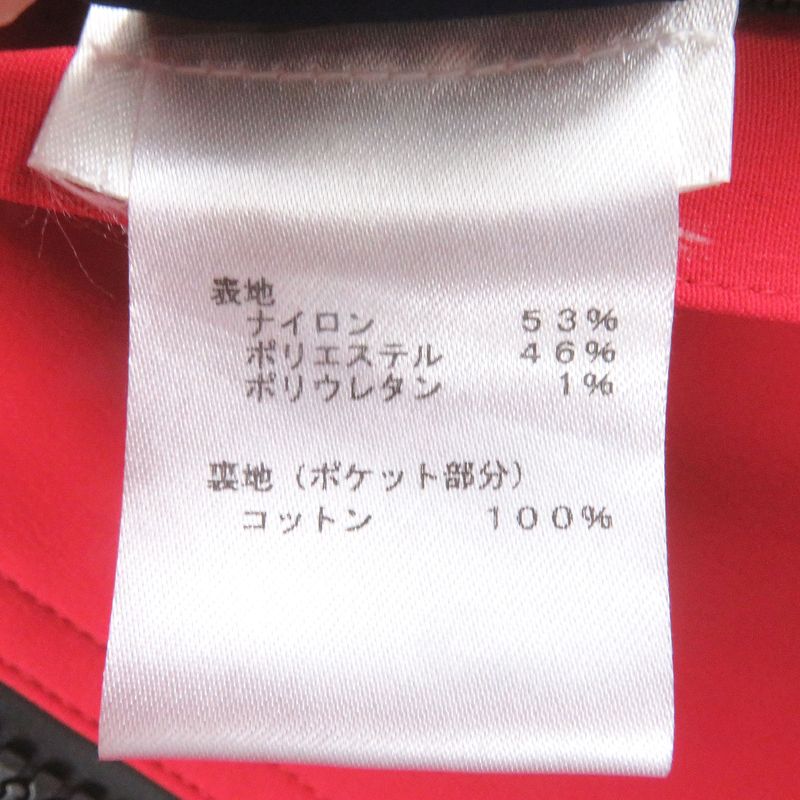 表地
ナイロン 53%
ポリエステル 46%
ポリウレタン 1%
裏地(ポケット部分)
コットン 100%